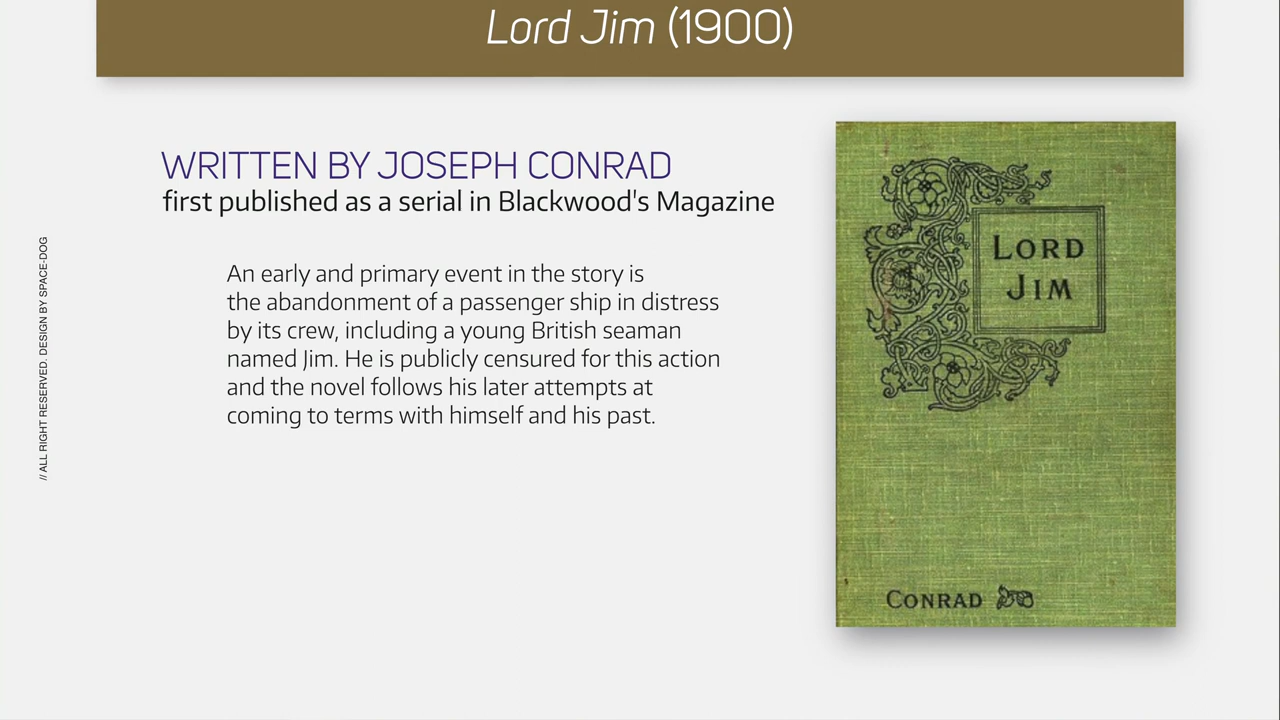 Lord Jim (1900)
WRITTEN BY JOSEPH CONRAD
first published as a serial in Blackwood's Magazine
An early and primary event in the story is
the abandonment of a passenger ship in distress
by its crew, including a young British seaman
named Jim. He is publicly censured for this action
and the novel follows his later attempts at
coming to terms with himself and his past.
LORD
JIM
CONRAD
// ALL RIGHT RESERVED. DESIGN BY SPACE-DOG